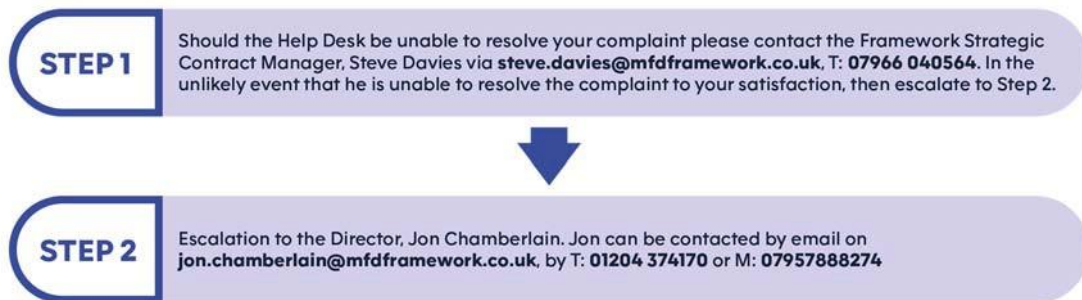 STEP 1
Should the Help Desk be unable to resolve your complaint please contact the Framework Strategic
Contract Manager, Steve Davies via steve.davies@mfdframework.co.uk, T: 07966 040564. In the
unlikely event that he is unable to resolve the complaint to your satisfaction, then escalate to Step 2.
STEP 2
Escalation to the Director, Jon Chamberlain. Jon can be contacted by email on
jon.chamberlain@mfdframework.co.uk, by T: 01204 374170 or M: 07957888274